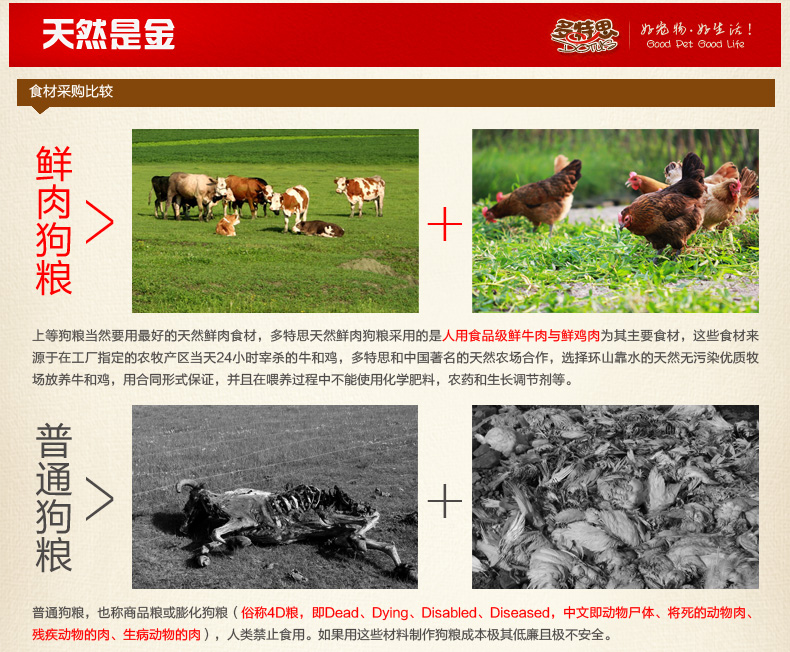 天然是金
多特思
DOTTS
好宠物·好生活!
Good Pet Good Life
食材采购比较
鲜肉狗粮
上等狗粮当然要用最好的天然鲜肉食材，多特思天然鲜肉狗粮采用的是人用食品级鲜牛肉与鲜鸡肉为其主要食材，这些食材来
源于在工厂指定的农牧产区当天24小时宰杀的牛和鸡，多特思和中国著名的天然农场合作，选择环山靠水的天然无污染优质牧
场放养牛和鸡，用合同形式保证，并且在喂养过程中不能使用化学肥料，农药和生长调节剂等。
普通狗粮
普通狗粮，也称商品粮或膨化狗粮（俗称4D粮，即Dead、Dying、Disabled、Diseased，中文即动物尸体、将死的动物肉、
残疾动物的肉、生病动物的肉），人类禁止食用。如果用这些材料制作狗粮成本极其低廉且极不安全。